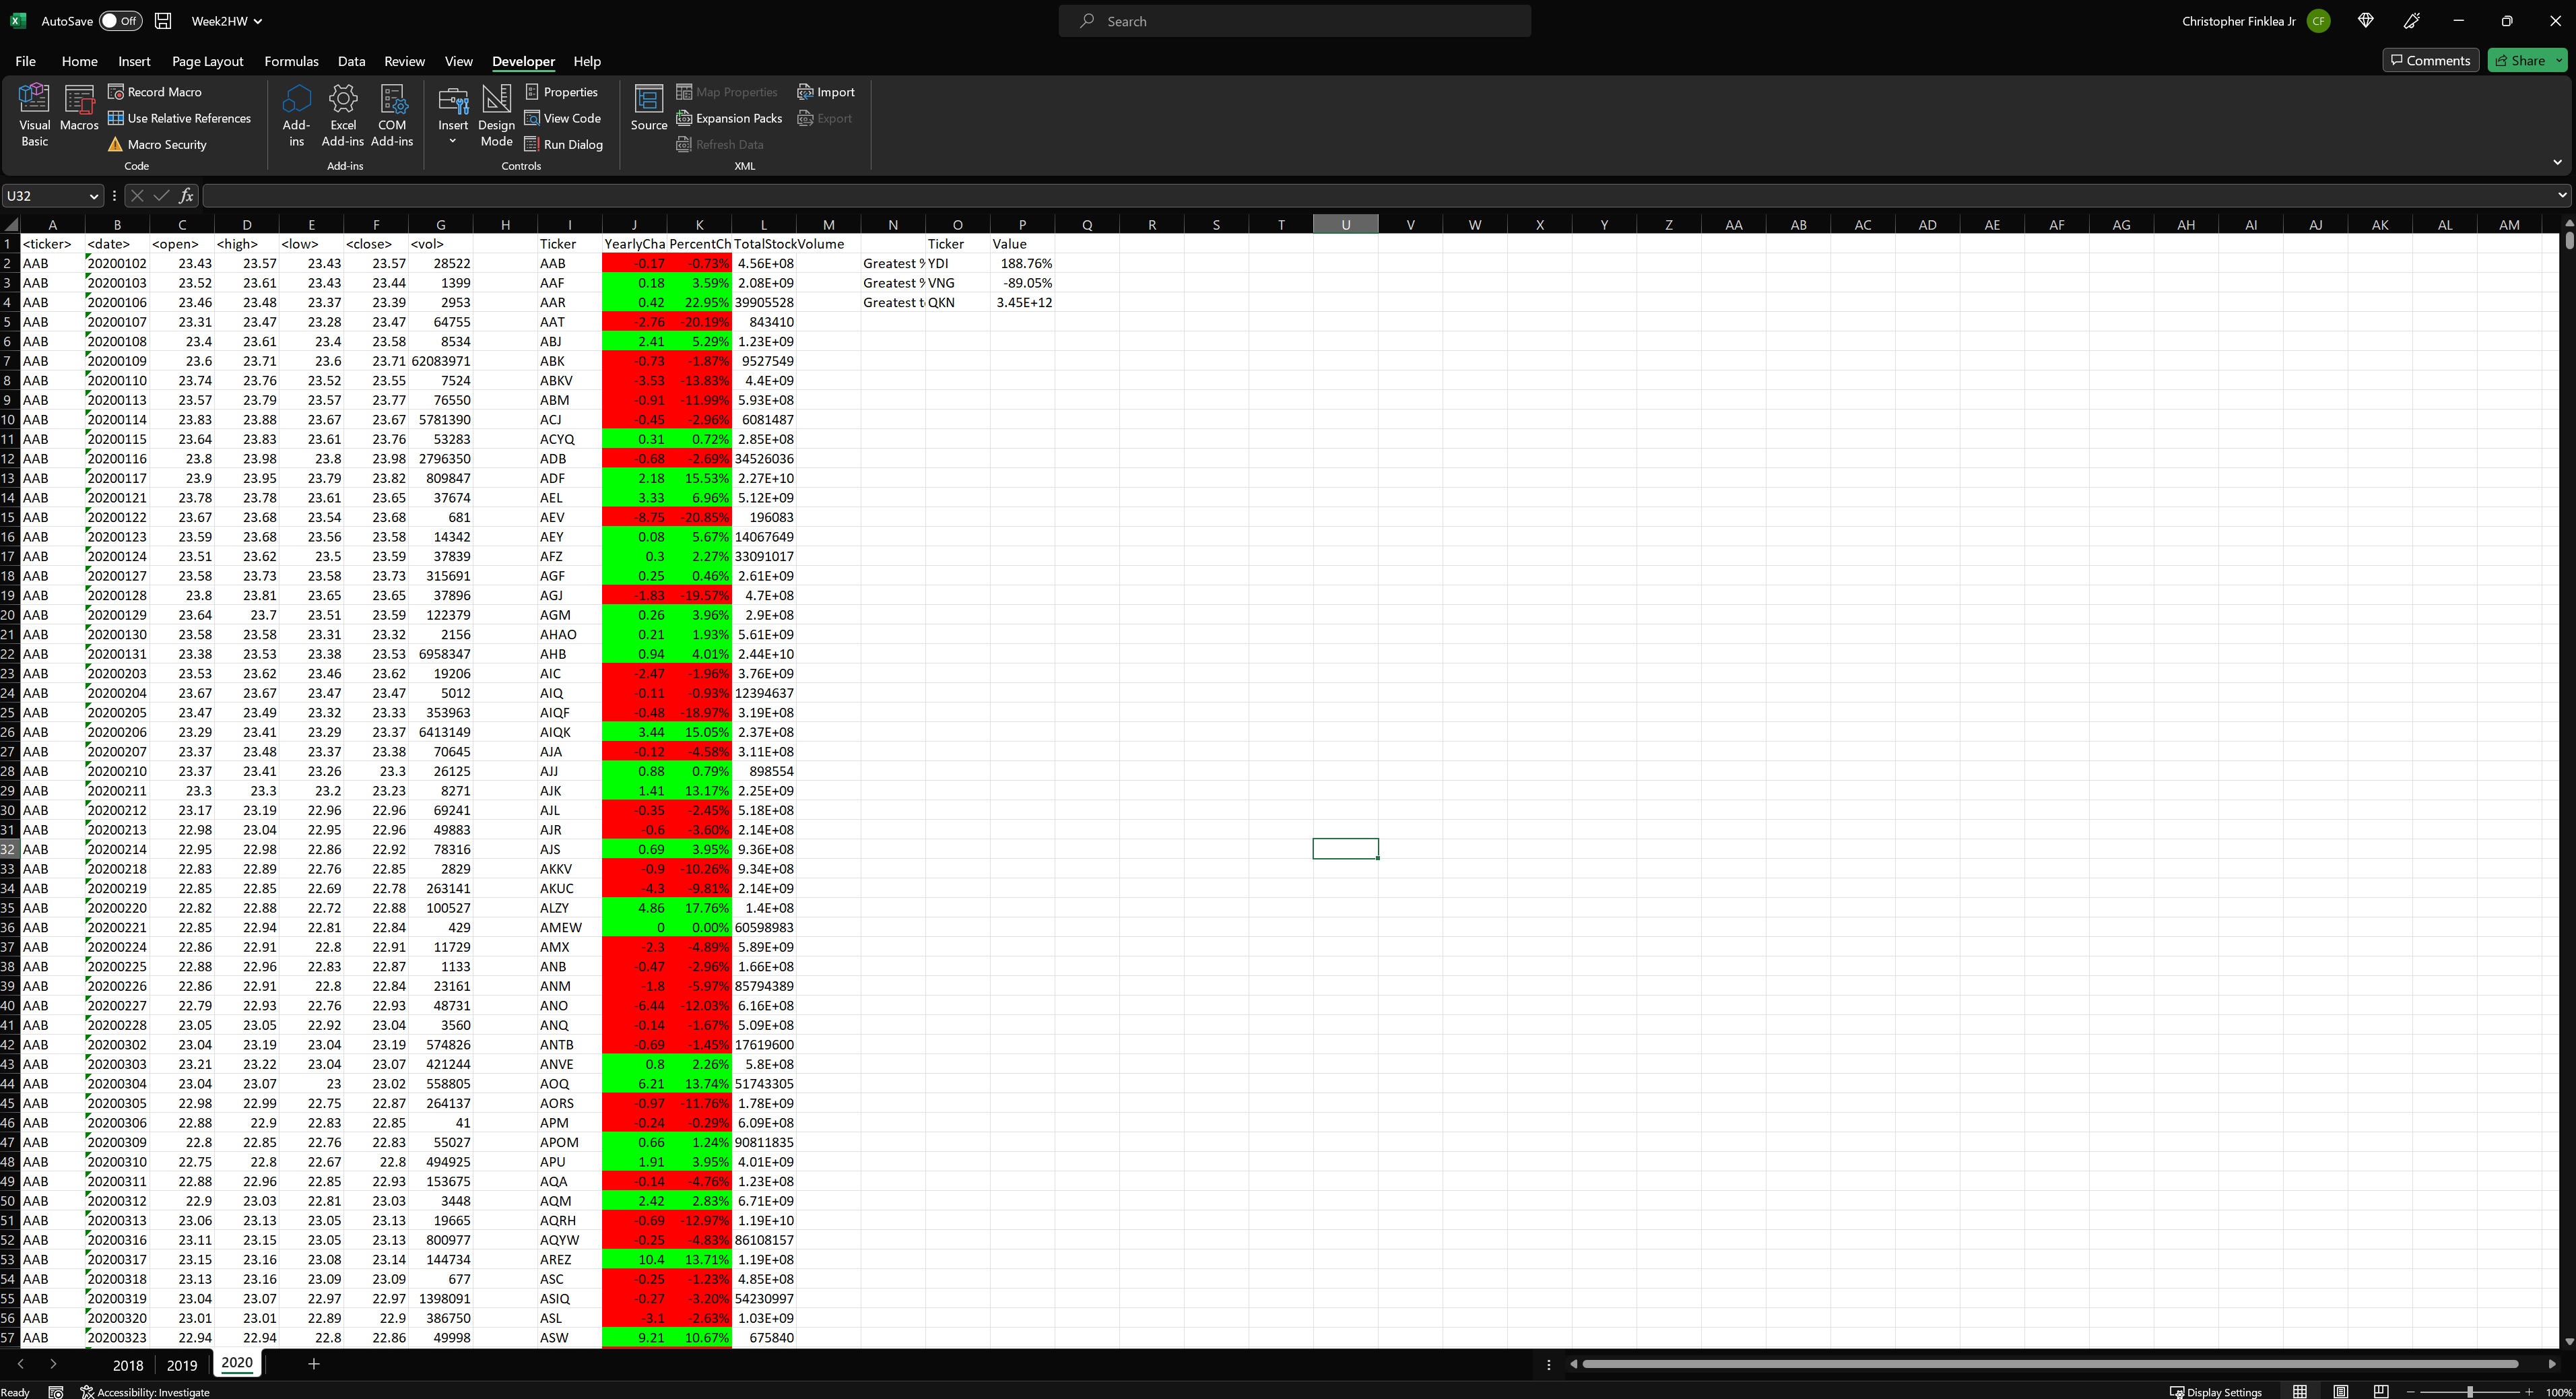 AutoSave Off Week2HW Search Christopher Finklea Jr CF
File Home Insert Page Layout Formulas Data Review View Developer Help Comments Share
Visual Basic Macros Record Macro Use Relative References Macro Security Code
Add-ins Excel Add-ins COM Add-ins Add-ins
Insert Design Mode Properties View Code Run Dialog Controls
Source Map Properties Expansion Packs Refresh Data Import Export XML
U32 fx
A B C D E F G H I J K L M N O P Q R S T U V W X Y Z AA AB AC AD AE AF AG AH AI AJ AK AL AM
1 <ticker> <date> <open> <high> <low> <close> <vol> Ticker YearlyCha PercentCh TotalStockVolume Ticker Value
2 AAB 20200102 23.43 23.57 23.43 23.57 28522 AAB -0.17 -0.73% 4.56E+08 Greatest % YDI 188.76%
3 AAB 20200103 23.52 23.61 23.43 23.44 1399 AAF 0.18 3.59% 2.08E+09 Greatest % VNG -89.05%
4 AAB 20200106 23.46 23.48 23.37 23.39 2953 AAR 0.42 22.95% 39905528 Greatest t QKN 3.45E+12
5 AAB 20200107 23.31 23.47 23.28 23.47 64755 AAT -2.76 -20.19% 843410
6 AAB 20200108 23.4 23.61 23.4 23.58 8534 ABJ 2.41 5.29% 1.23E+09
7 AAB 20200109 23.6 23.71 23.6 23.71 62083971 ABK -0.73 -1.87% 9527549
8 AAB 20200110 23.74 23.76 23.52 23.55 7524 ABKV -3.53 -13.83% 4.4E+09
9 AAB 20200113 23.57 23.79 23.57 23.77 76550 ABM -0.91 -11.99% 5.93E+08
10 AAB 20200114 23.83 23.88 23.67 23.67 5781390 ACJ -0.45 -2.96% 6081487
11 AAB 20200115 23.64 23.83 23.61 23.76 53283 ACYQ 0.31 0.72% 2.85E+08
12 AAB 20200116 23.8 23.98 23.8 23.98 2796350 ADB -0.68 -2.69% 34526036
13 AAB 20200117 23.9 23.95 23.79 23.82 809847 ADF 2.18 15.53% 2.27E+10
14 AAB 20200121 23.78 23.78 23.61 23.65 37674 AEL 3.33 6.96% 5.12E+09
15 AAB 20200122 23.67 23.68 23.54 23.68 681 AEV -8.75 -20.85% 196083
16 AAB 20200123 23.59 23.68 23.56 23.58 14342 AEY 0.08 5.67% 14067649
17 AAB 20200124 23.51 23.62 23.5 23.59 37839 AFZ 0.3 2.27% 33091017
18 AAB 20200127 23.58 23.73 23.58 23.73 315691 AGF 0.25 0.46% 2.61E+09
19 AAB 20200128 23.8 23.81 23.65 23.65 37896 AGJ -1.83 -19.57% 4.7E+08
20 AAB 20200129 23.64 23.7 23.51 23.59 122379 AGM 0.26 3.96% 2.9E+08
21 AAB 20200130 23.58 23.58 23.31 23.32 2156 AHAO 0.21 1.93% 5.61E+09
22 AAB 20200131 23.38 23.53 23.38 23.53 6958347 AHB 0.94 4.01% 2.44E+10
23 AAB 20200203 23.53 23.62 23.46 23.62 19206 AIC -2.47 -1.96% 3.76E+09
24 AAB 20200204 23.67 23.67 23.47 23.47 5012 AIQ -0.11 -0.93% 12394637
25 AAB 20200205 23.47 23.49 23.32 23.33 353963 AIQF -0.48 -18.97% 3.19E+08
26 AAB 20200206 23.29 23.41 23.29 23.37 6413149 AIQK 3.44 15.05% 2.37E+08
27 AAB 20200207 23.37 23.48 23.37 23.38 70645 AJA -0.12 -4.58% 3.11E+08
28 AAB 20200210 23.37 23.41 23.26 23.3 26125 AJJ 0.88 0.79% 898554
29 AAB 20200211 23.3 23.3 23.2 23.23 8271 AJK 1.41 13.17% 2.25E+09
30 AAB 20200212 23.17 23.19 22.96 22.96 69241 AJL -0.35 -2.45% 5.18E+08
31 AAB 20200213 22.98 23.04 22.95 22.96 49883 AJR -0.6 -3.60% 2.14E+08
32 AAB 20200214 22.95 22.98 22.86 22.92 78316 AJS 0.69 3.95% 9.36E+08
33 AAB 20200218 22.83 22.89 22.76 22.85 2829 AKKV -0.9 -10.26% 9.34E+08
34 AAB 20200219 22.85 22.85 22.69 22.78 263141 AKUC -4.3 -9.81% 2.14E+09
35 AAB 20200220 22.82 22.88 22.72 22.88 100527 ALZY 4.86 17.76% 1.4E+08
36 AAB 20200221 22.85 22.94 22.81 22.84 429 AMEW 0 0.00% 60598983
37 AAB 20200224 22.86 22.91 22.8 22.91 11729 AMX -2.3 -4.89% 5.89E+09
38 AAB 20200225 22.88 22.96 22.83 22.87 1133 ANB -0.47 -2.96% 1.66E+08
39 AAB 20200226 22.86 22.91 22.8 22.84 23161 ANM -1.8 -5.97% 85794389
40 AAB 20200227 22.79 22.93 22.76 22.93 48731 ANO -6.44 -12.03% 6.16E+08
41 AAB 20200228 23.05 23.05 22.92 23.04 3560 ANQ -0.14 -1.67% 5.09E+08
42 AAB 20200302 23.04 23.19 23.04 23.19 574826 ANTB -0.69 -1.45% 17619600
43 AAB 20200303 23.21 23.22 23.04 23.07 421244 ANVE 0.8 2.26% 5.8E+08
44 AAB 20200304 23.04 23.07 23 23.02 558805 AOQ 6.21 13.74% 51743305
45 AAB 20200305 22.98 22.99 22.75 22.87 264137 AORS -0.97 -11.76% 1.78E+09
46 AAB 20200306 22.88 22.9 22.83 22.85 41 APM -0.24 -0.29% 6.09E+08
47 AAB 20200309 22.8 22.85 22.76 22.83 55027 APOM 0.66 1.24% 90811835
48 AAB 20200310 22.75 22.8 22.67 22.8 494925 APU 1.91 3.95% 4.01E+09
49 AAB 20200311 22.88 22.96 22.85 22.93 153675 AQA -0.14 -4.76% 1.23E+08
50 AAB 20200312 22.9 23.03 22.81 23.03 3448 AQM 2.42 2.83% 6.71E+09
51 AAB 20200313 23.06 23.13 23.05 23.13 19665 AQRH -0.69 -12.97% 1.19E+10
52 AAB 20200316 23.11 23.15 23.05 23.13 800977 AQYW -0.25 -4.83% 86108157
53 AAB 20200317 23.15 23.16 23.08 23.14 144734 AREZ 10.4 13.71% 1.19E+08
54 AAB 20200318 23.13 23.16 23.09 23.09 677 ASC -0.25 -1.23% 4.85E+08
55 AAB 20200319 23.04 23.07 22.97 22.97 1398091 ASIQ -0.27 -3.20% 54230997
56 AAB 20200320 23.01 23.01 22.89 22.9 386750 ASL -3.1 -2.63% 1.03E+09
57 AAB 20200323 22.94 22.94 22.8 22.86 49998 ASW 9.21 10.67% 675840
2018 2019 2020
Ready Accessibility: Investigate Display Settings 100%